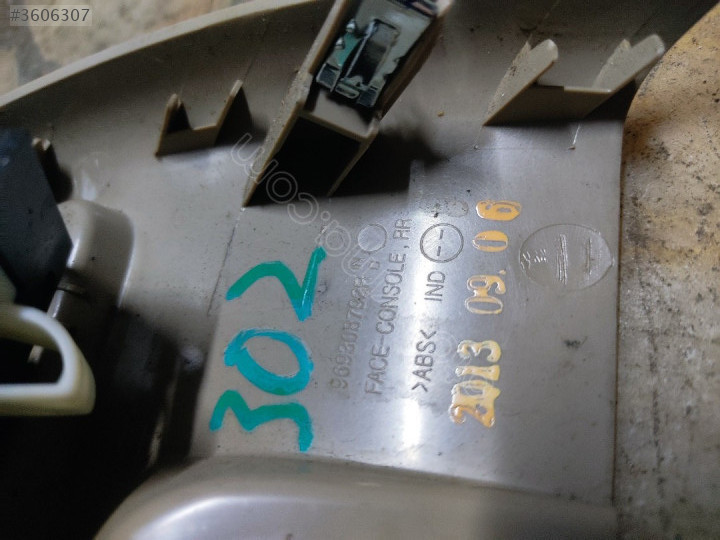 #3606307
302
FACE-CONSOLE, RR
>ABS< IND
2013 09. 06